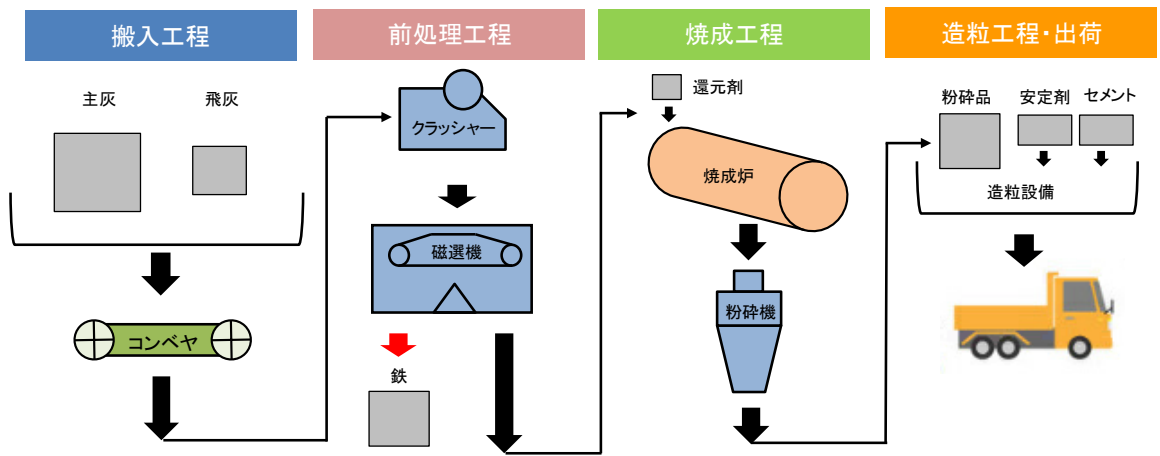 搬入工程
主灰
飛灰
コンベヤ
前処理工程
クラッシャー
磁選機
鉄
焼成工程
還元剤
焼成炉
粉砕機
造粒工程・出荷
粉砕品
安定剤
セメント
造粒設備